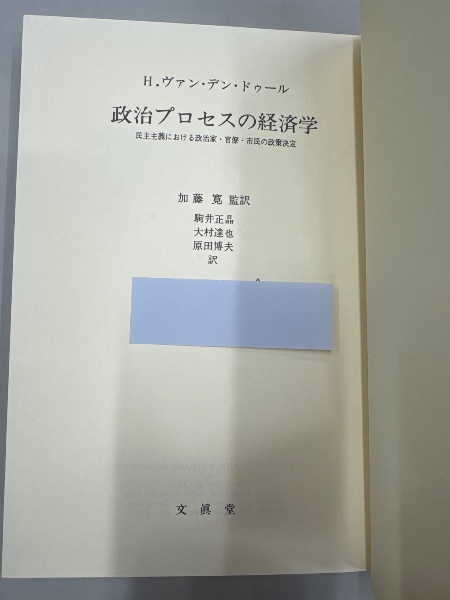 H.ヴァン・デン・ドゥール
政治プロセスの経済学
民主主義における政治家・官僚・市民の政策決定
加藤 寛 監訳
駒井正晶
大村達也
原田博夫
訳
文眞堂